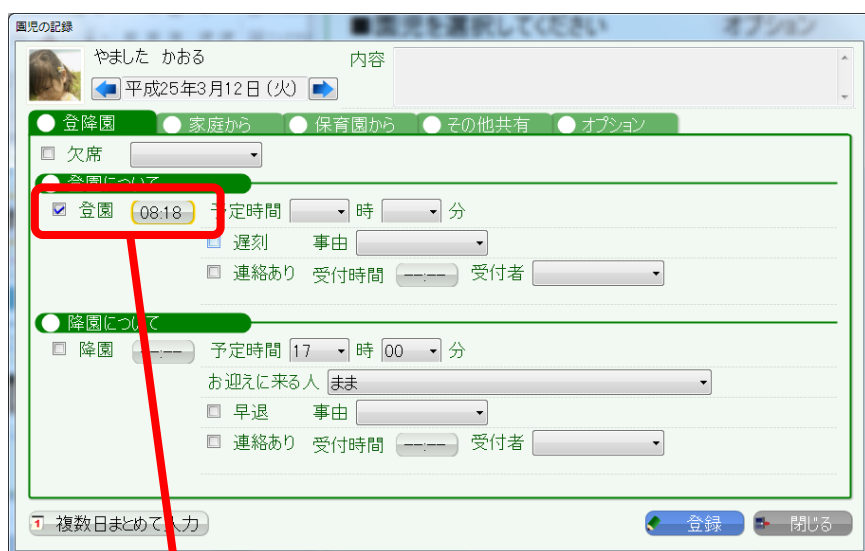 ■園児を選択してください オプション
園児の記録
やました かおる 内容
平成25年3月12日(火)
登降園 家庭から 保育園から その他共有 オプション
欠席
登園について
登園 08:18 予定時間 時 分
遅刻 事由
連絡あり 受付時間 --:-- 受付者
降園について
降園 --:-- 予定時間 17 時 00 分
お迎えに来る人 まま
早退 事由
連絡あり 受付時間 --:-- 受付者
1 複数日まとめて入力 登録 閉じる